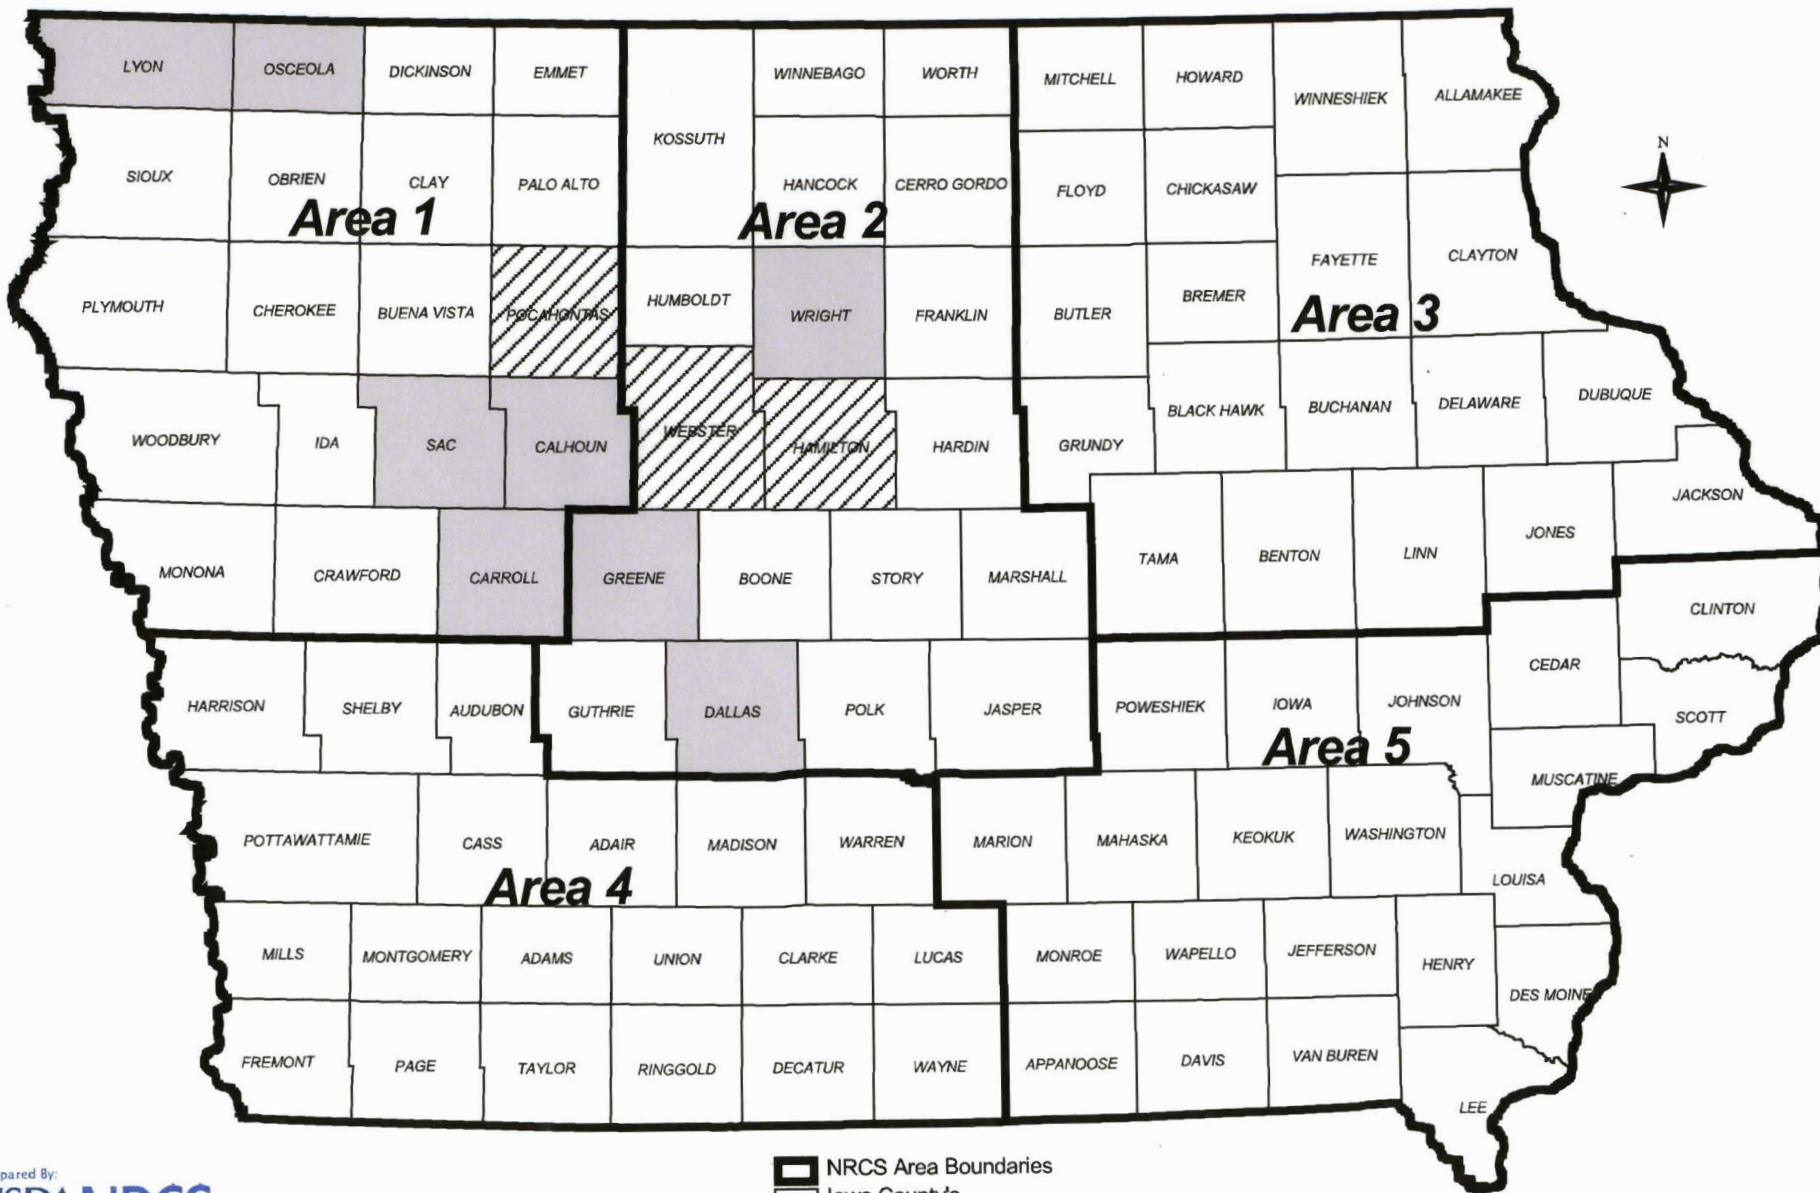 LYON OSCEOLA DICKINSON EMMET WINNEBAGO WORTH MITCHELL HOWARD WINNESHIEK ALLAMAKEE
KOSSUTH N
SIOUX OBRIEN CLAY PALO ALTO HANCOCK CERRO GORDO FLOYD CHICKASAW
Area 1 Area 2
FAYETTE CLAYTON
PLYMOUTH CHEROKEE BUENA VISTA POCAHONTAS HUMBOLDT WRIGHT FRANKLIN BUTLER BREMER
Area 3
WOODBURY IDA SAC CALHOUN WEBSTER HAMILTON HARDIN GRUNDY BLACK HAWK BUCHANAN DELAWARE DUBUQUE
JACKSON
MONONA CRAWFORD CARROLL GREENE BOONE STORY MARSHALL TAMA BENTON LINN JONES
CLINTON
HARRISON SHELBY AUDUBON GUTHRIE DALLAS POLK JASPER POWESHIEK IOWA JOHNSON CEDAR
SCOTT
Area 5
MUSCATINE
POTTAWATTAMIE CASS ADAIR MADISON WARREN MARION MAHASKA KEOKUK WASHINGTON
LOUISA
Area 4
MILLS MONTGOMERY ADAMS UNION CLARKE LUCAS MONROE WAPELLO JEFFERSON HENRY
DES MOINE
FREMONT PAGE TAYLOR RINGGOLD DECATUR WAYNE APPANOOSE DAVIS VAN BUREN
LEE
pared By:
NRCS Area Boundaries